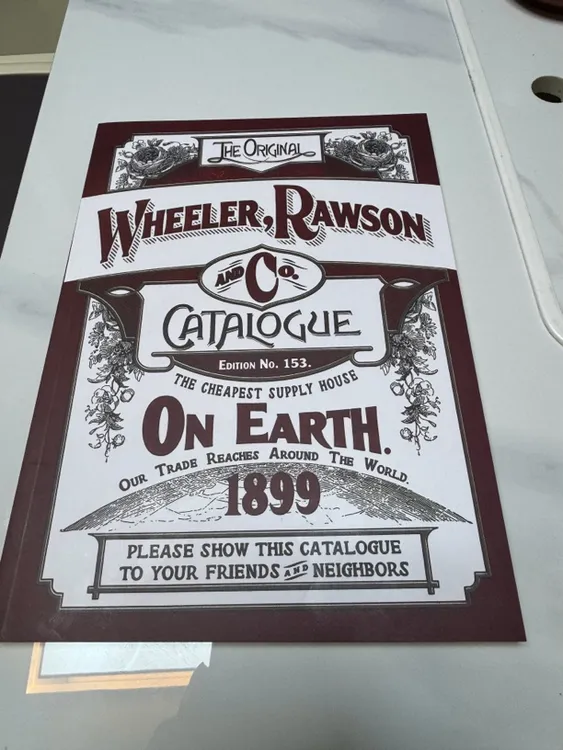 The Original
Wheeler, Rawson
and Co.
Catalogue
Edition No. 153.
The Cheapest Supply House
On Earth.
Our Trade Reaches Around The World.
1899
PLEASE SHOW THIS CATALOGUE
TO YOUR FRIENDS AND NEIGHBORS